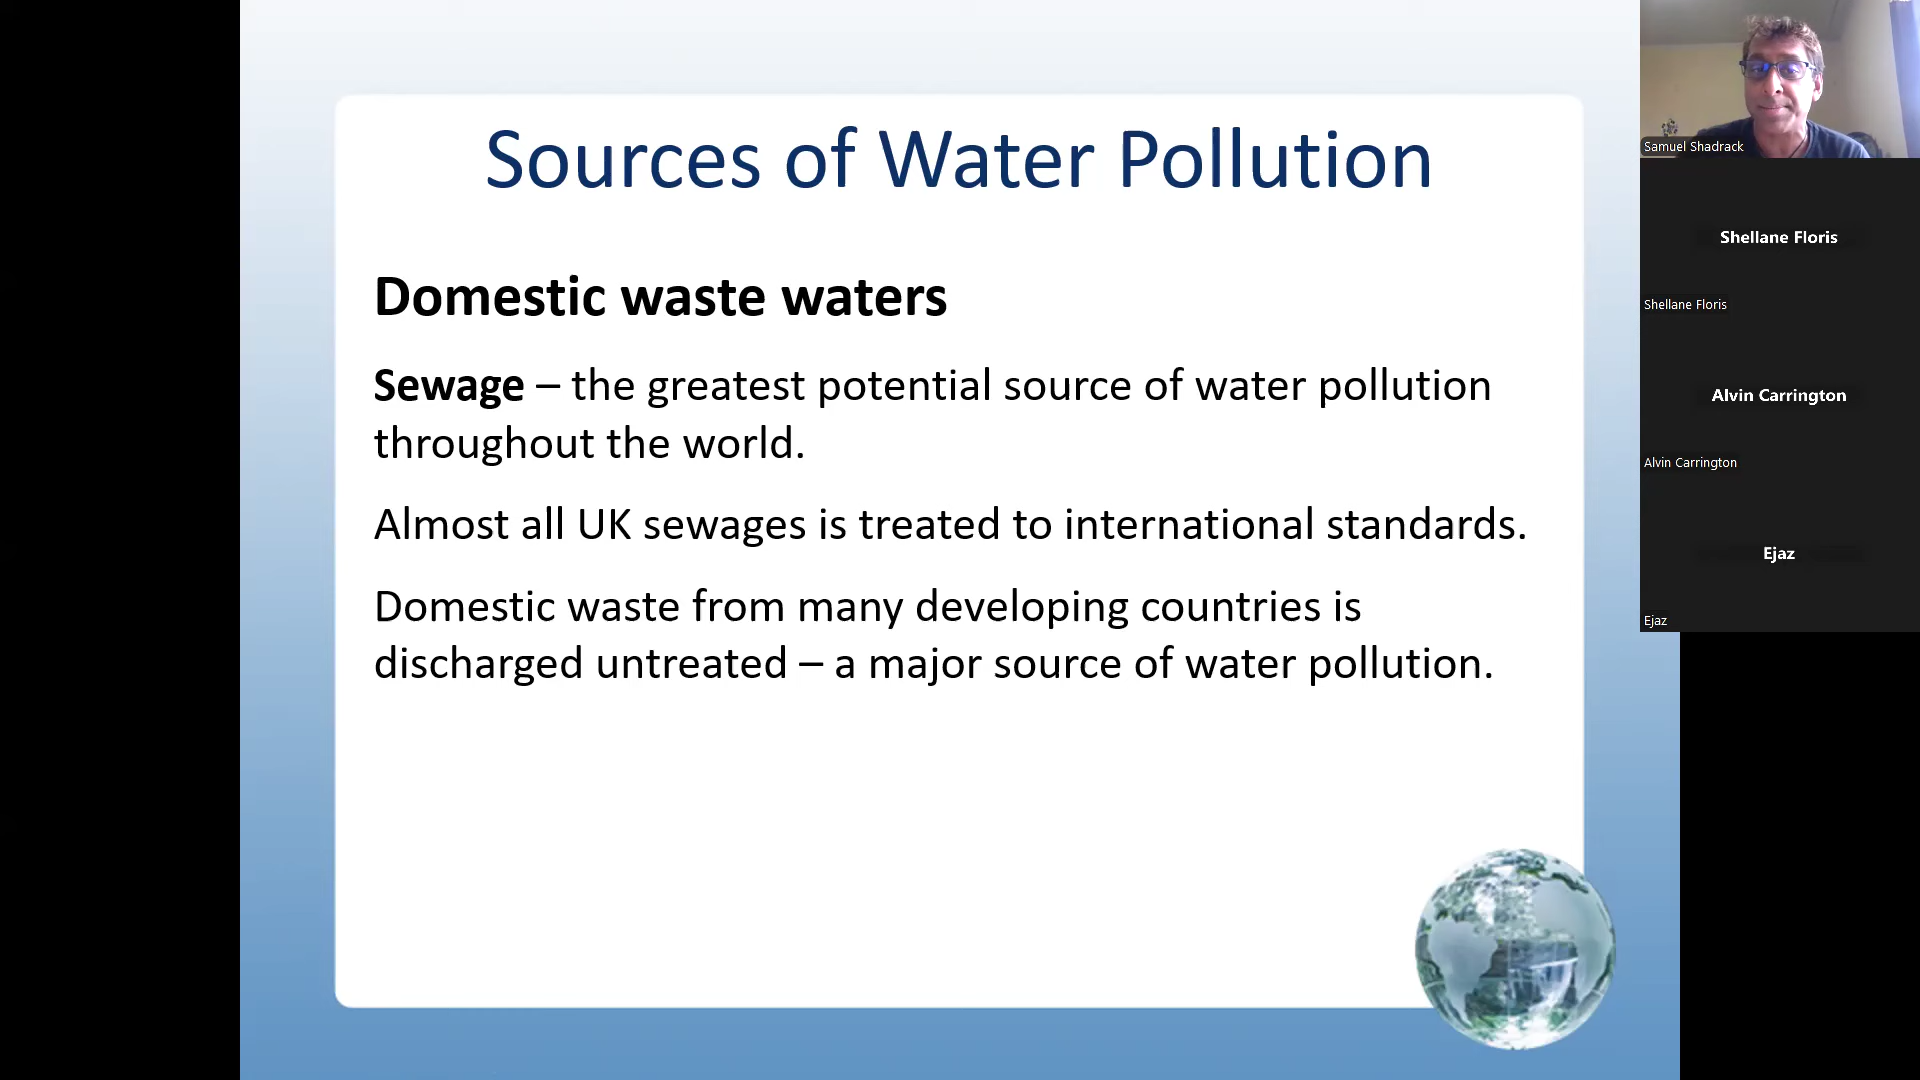 Sources of Water Pollution
Domestic waste waters
Sewage – the greatest potential source of water pollution
throughout the world.
Almost all UK sewages is treated to international standards.
Domestic waste from many developing countries is
discharged untreated – a major source of water pollution.
Samuel Shadrack
Shellane Floris
Shellane Floris
Alvin Carrington
Alvin Carrington
Ejaz
Ejaz